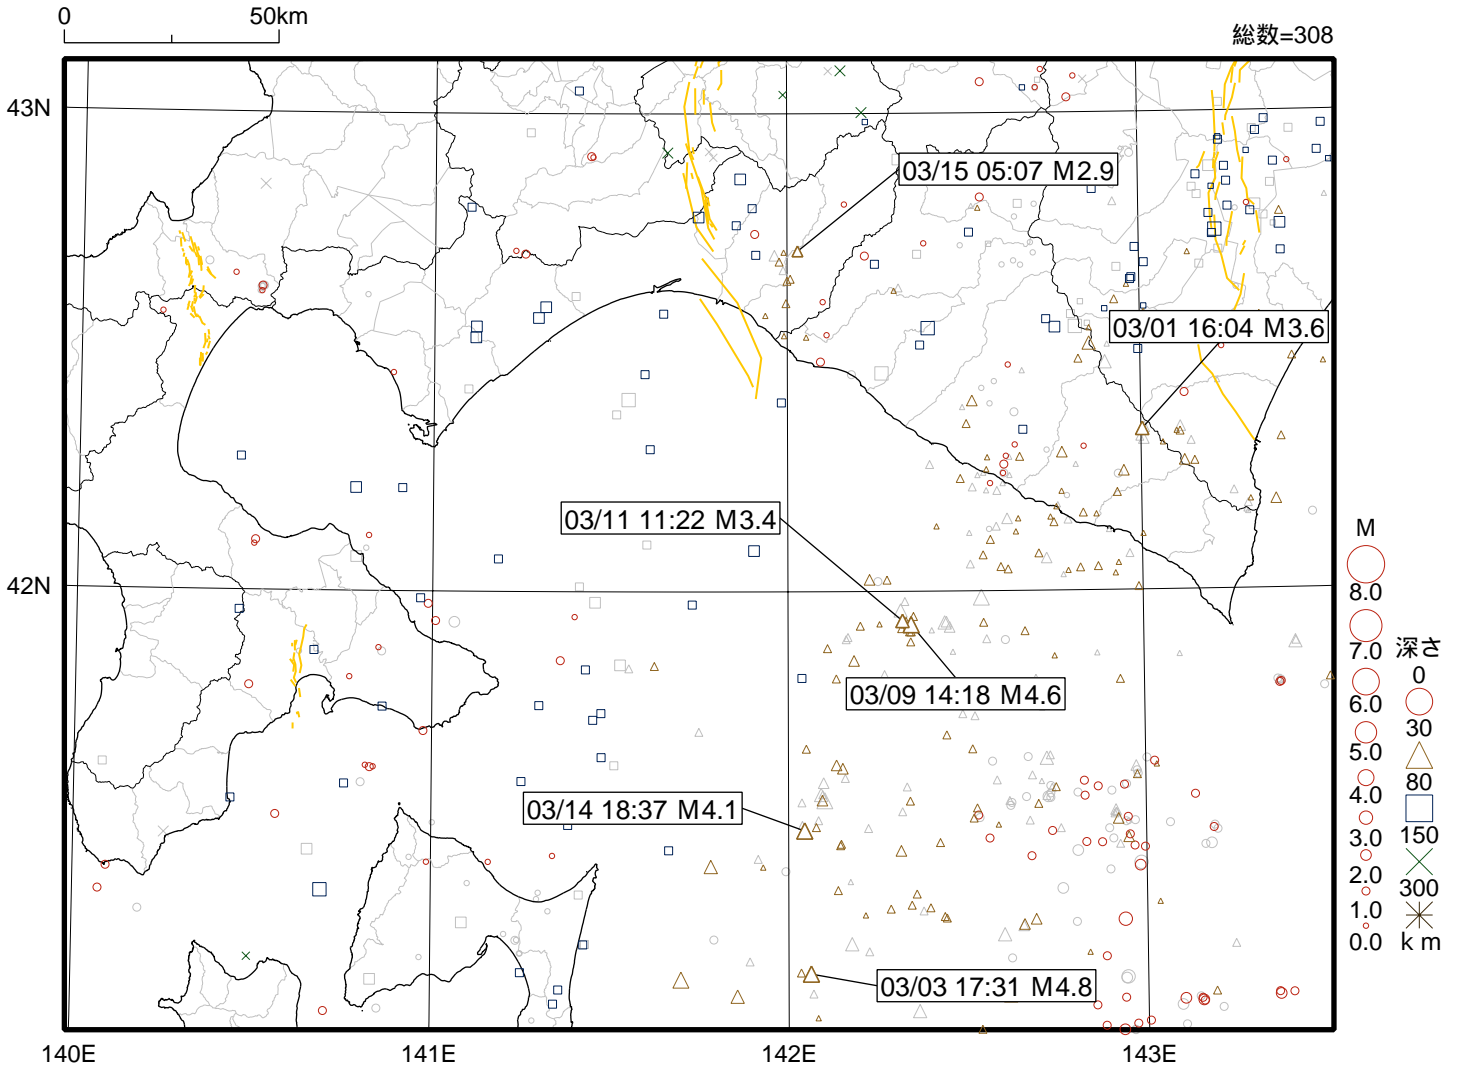 0 50km
総数=308
43N
03/15 05:07 M2.9
03/01 16:04 M3.6
03/11 11:22 M3.4
42N
03/09 14:18 M4.6
03/14 18:37 M4.1
03/03 17:31 M4.8
140E 141E 142E 143E
M
8.0
7.0
6.0
5.0
4.0
3.0
2.0
1.0
0.0
深さ
0
30
80
150
300
km